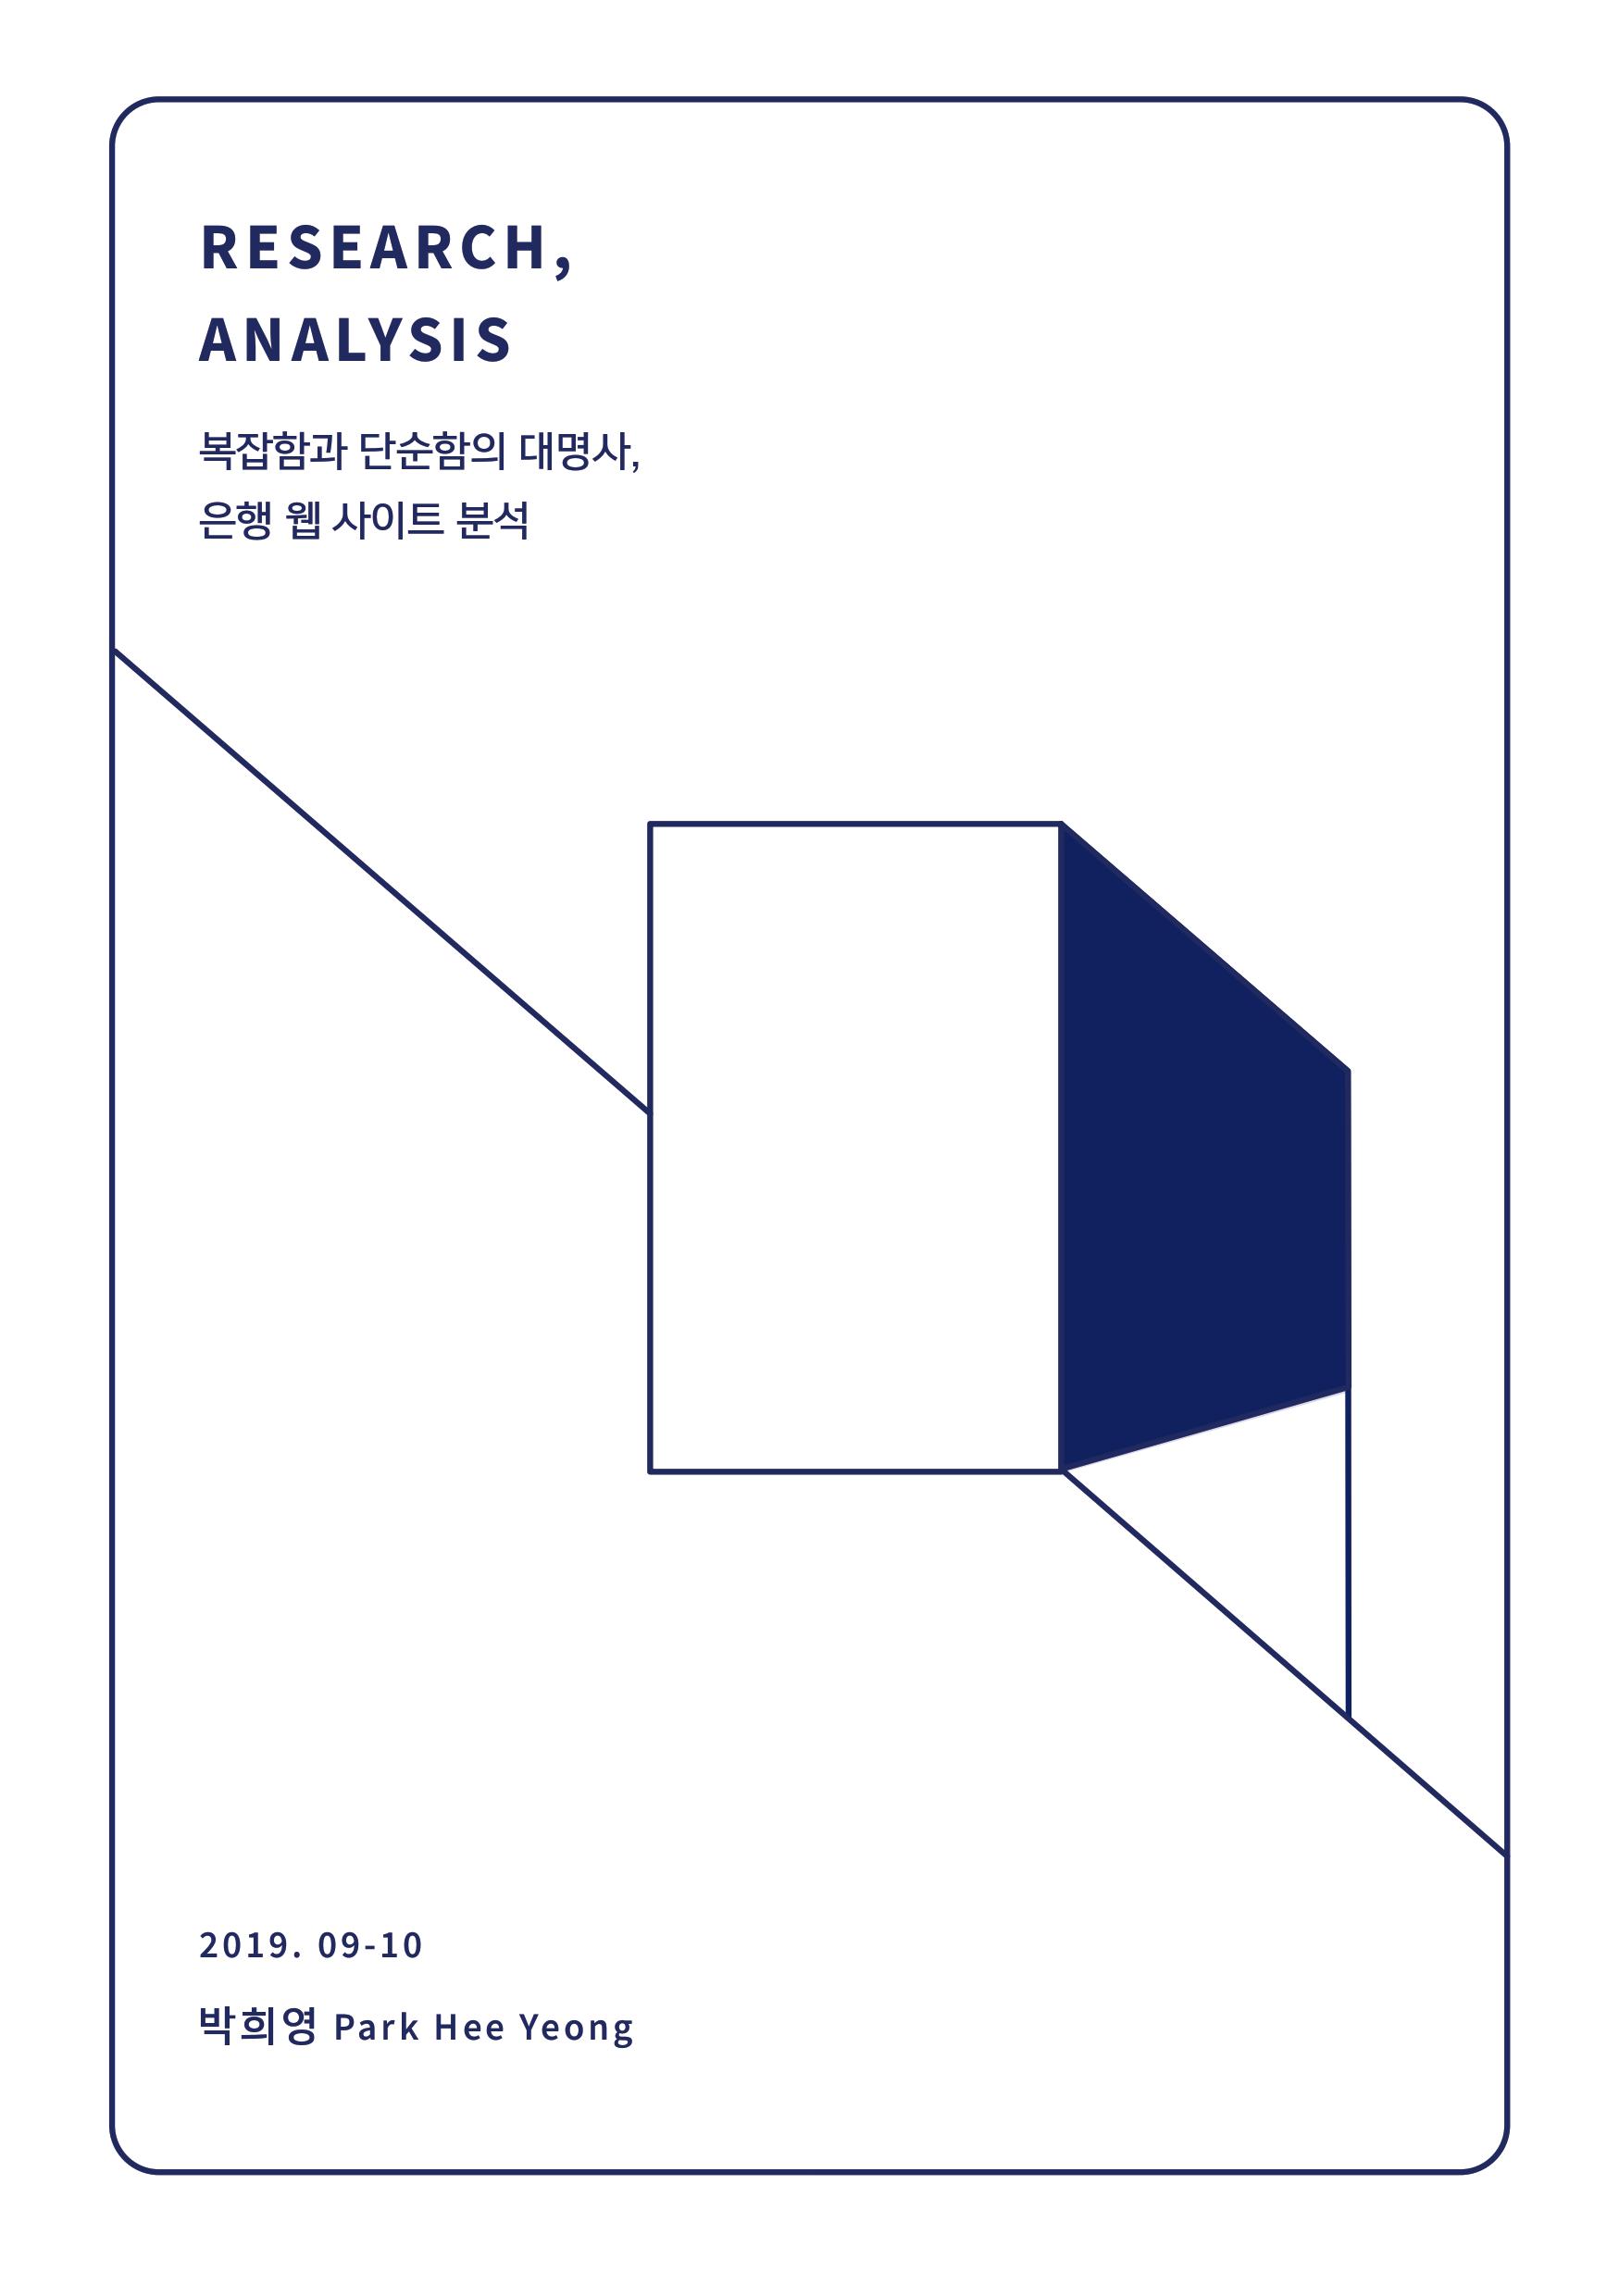 RESEARCH,
ANALYSIS
복잡함과 단순함의 대명사,
은행 웹 사이트 분석
2019. 09-10
박희영 Park Hee Yeong